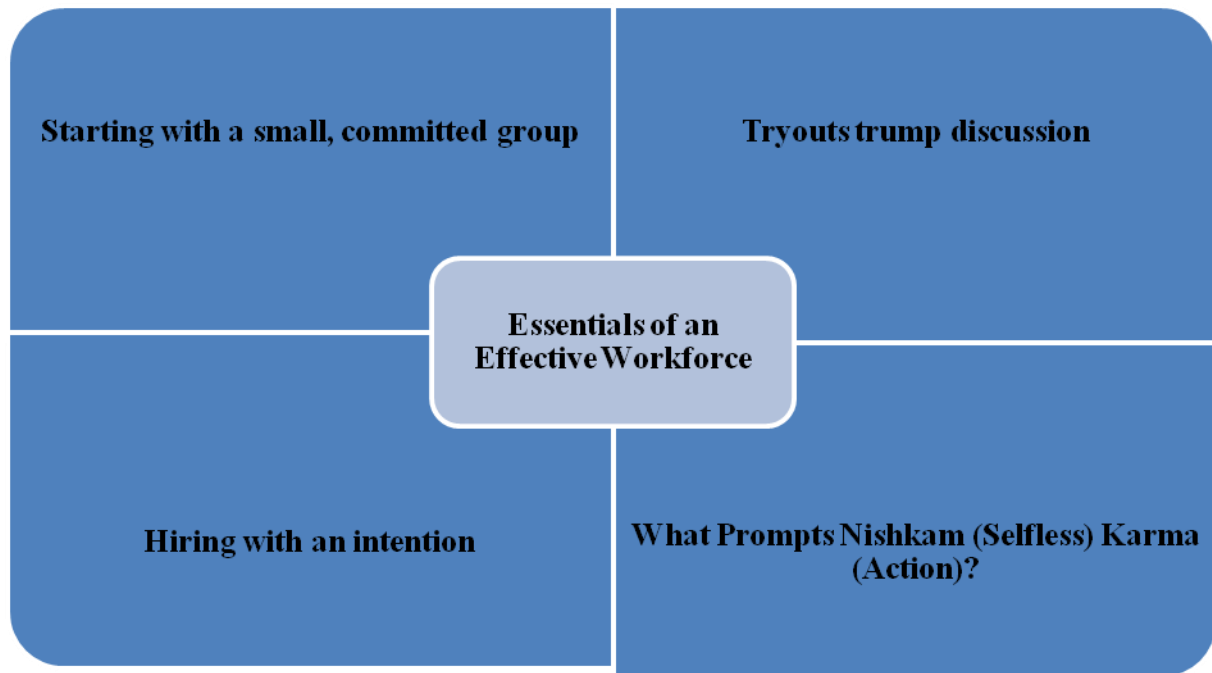 Starting with a small, committed group
Tryouts trump discussion
Essentials of an
Effective Workforce
Hiring with an intention
What Prompts Nishkam (Selfless) Karma
(Action)?